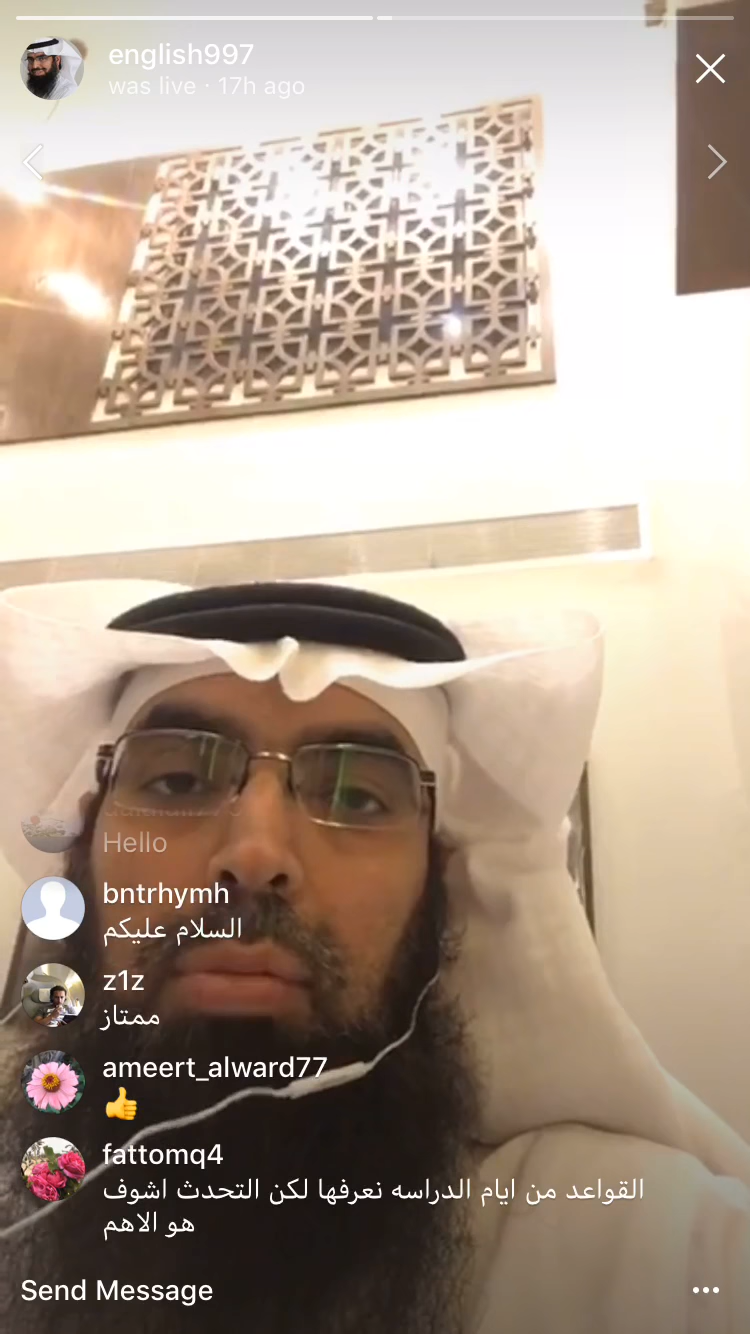 english997
was live · 17h ago
Hello
bntrhymh
السلام عليكم
z1z
ممتاز
ameert_alward77
👍
fattomq4
القواعد من ايام الدراسه نعرفها لكن التحدث اشوف
هو الاهم
Send Message